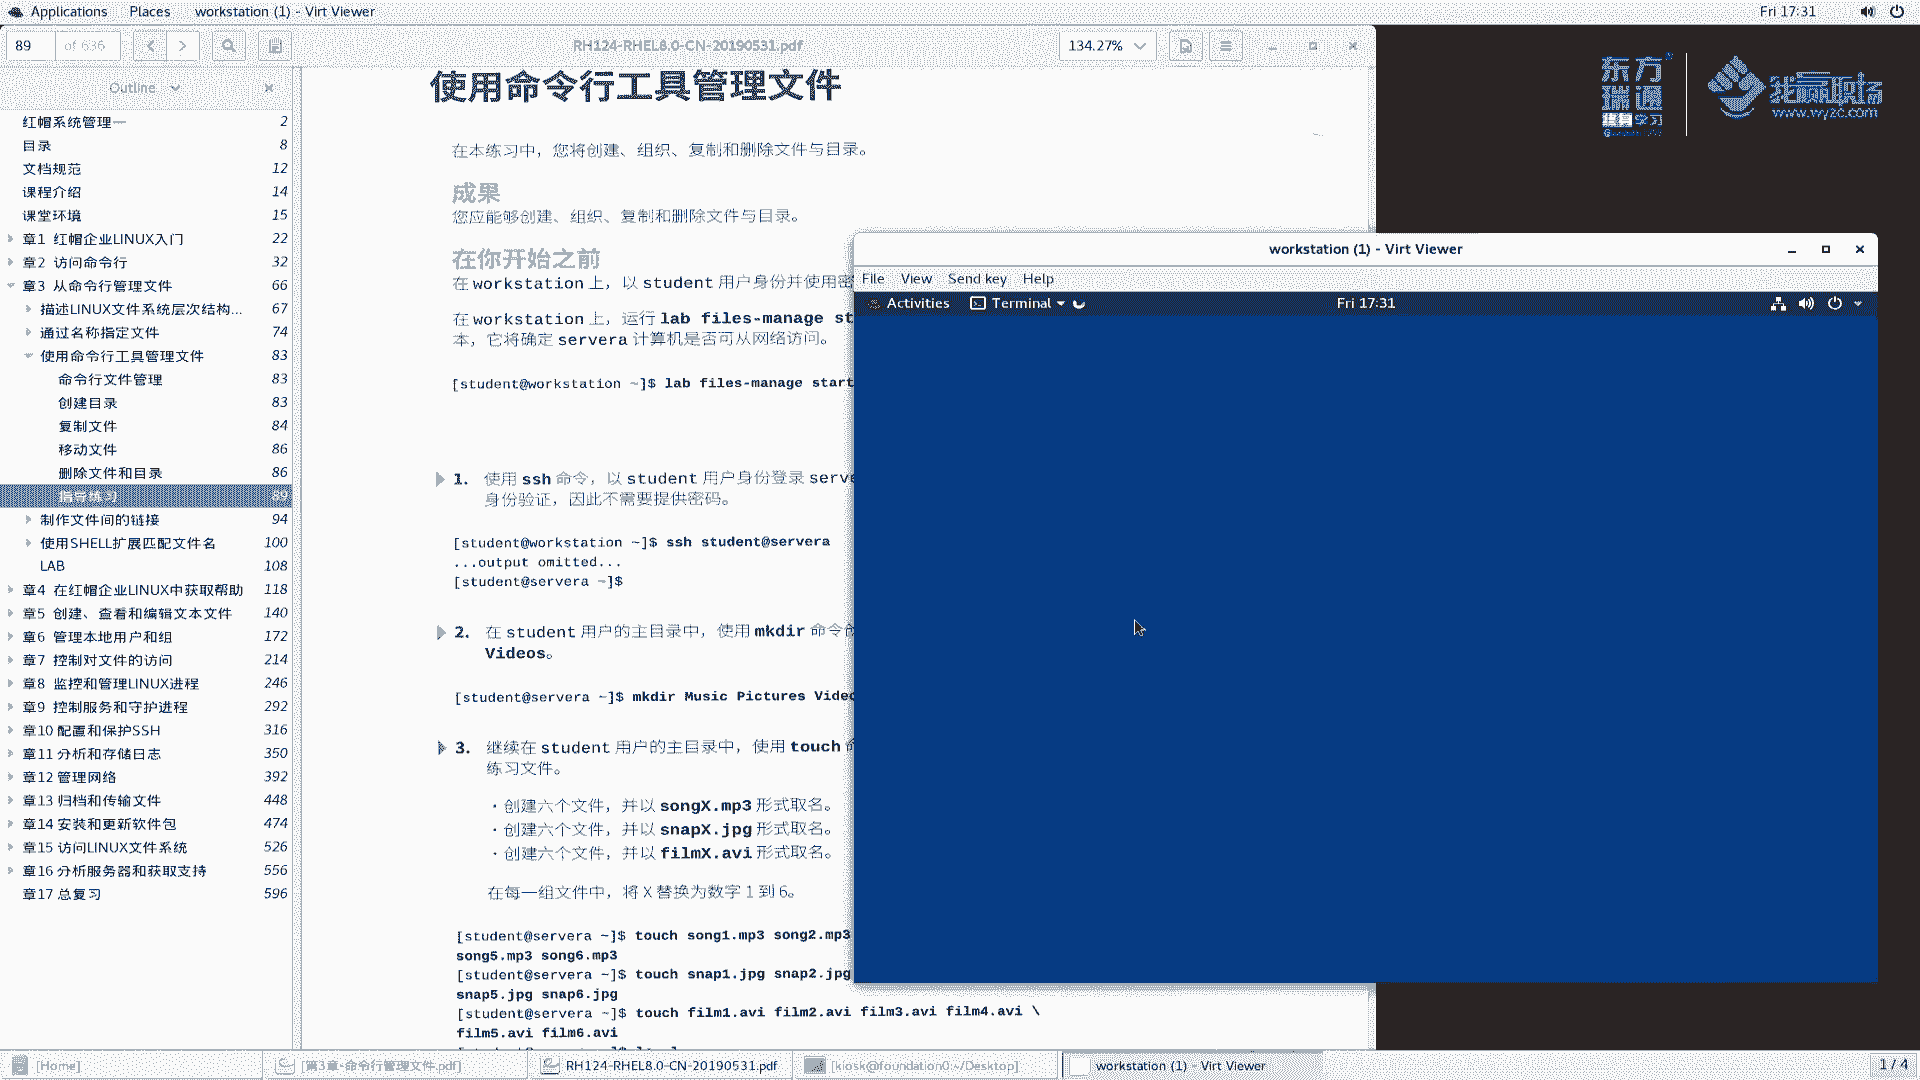 Applications Places workstation (1) - Virt Viewer Fri 17:31
89 of 636 RH124-RHEL8.0-CN-20190531.pdf 134.27%
Outline
红帽系统管理一 2
目录 8
文档规范 12
课程介绍 14
课堂环境 15
章1 红帽企业LINUX入门 22
章2 访问命令行 32
章3 从命令行管理文件 66
描述LINUX文件系统层次结构... 67
通过名称指定文件 74
使用命令行工具管理文件 83
命令行文件管理 83
创建目录 83
复制文件 84
移动文件 86
删除文件和目录 86
指导练习 89
制作文件间的链接 94
使用SHELL扩展匹配文件名 100
LAB 108
章4 在红帽企业LINUX中获取帮助 118
章5 创建、查看和编辑文本文件 140
章6 管理本地用户和组 172
章7 控制对文件的访问 214
章8 监控和管理LINUX进程 246
章9 控制服务和守护进程 292
章10 配置和保护SSH 316
章11 分析和存储日志 350
章12 管理网络 392
章13 归档和传输文件 448
章14 安装和更新软件包 474
章15 访问LINUX文件系统 526
章16 分析服务器和获取支持 556
章17 总复习 596
使用命令行工具管理文件
在本练习中，您将创建、组织、复制和删除文件与目录。
成果
您应能够创建、组织、复制和删除文件与目录。
在你开始之前
在 workstation 上，以 student 用户身份并使用密
在 workstation 上，运行 lab files-manage st
本，它将确定 servera 计算机是否可从网络访问。
[student@workstation ~]$ lab files-manage start
1. 使用 ssh 命令，以 student 用户身份登录 serve
身份验证，因此不需要提供密码。
[student@workstation ~]$ ssh student@servera
...output omitted...
[student@servera ~]$
2. 在 student 用户的主目录中，使用 mkdir 命令创
Videos。
[student@servera ~]$ mkdir Music Pictures Video
3. 继续在 student 用户的主目录中，使用 touch 命
练习文件。
· 创建六个文件，并以 songX.mp3 形式取名。
· 创建六个文件，并以 snapX.jpg 形式取名。
· 创建六个文件，并以 filmX.avi 形式取名。
在每一组文件中，将 X 替换为数字 1 到 6。
[student@servera ~]$ touch song1.mp3 song2.mp3
song5.mp3 song6.mp3
[student@servera ~]$ touch snap1.jpg snap2.jpg
snap5.jpg snap6.jpg
[student@servera ~]$ touch film1.avi film2.avi film3.avi film4.avi \
film5.avi film6.avi
东方
瑞通
终身学习
我赢职场
www.wyzc.com
workstation (1) - Virt Viewer
File View Send key Help
Activities Terminal Fri 17:31
[Home] [第3章-命令行管理文件.pdf] RH124-RHEL8.0-CN-20190531.pdf [kiosk@foundation0:~/Desktop] workstation (1) - Virt Viewer 1 / 4